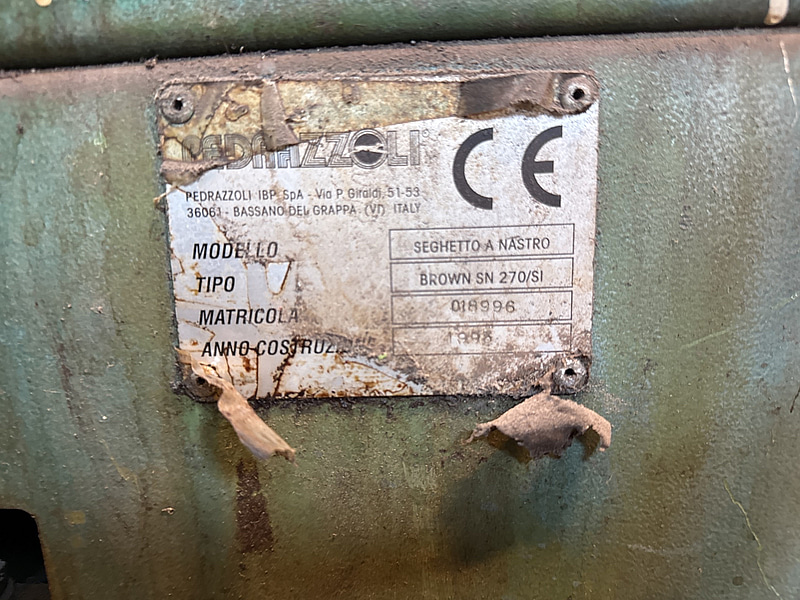 PEDRAZZOLI
CE
PEDRAZZOLI IBP SpA - Via P. Giraldi, 51-53
36061 - BASSANO DEL GRAPPA (VI) ITALY
MODELLO SEGHETTO A NASTRO
TIPO BROWN SN 270/SI
MATRICOLA 018996
ANNO COSTRUZ